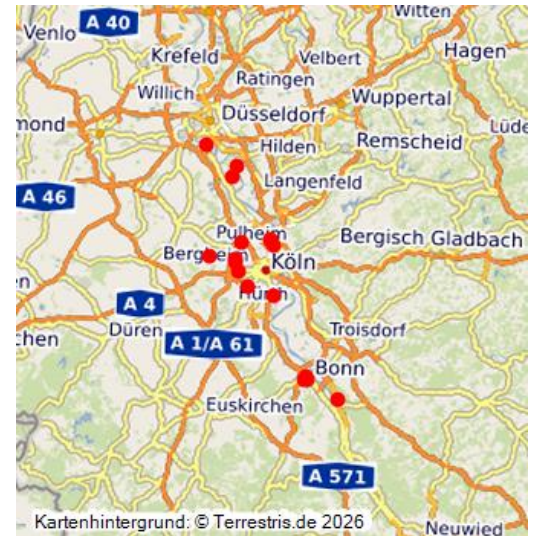 Witten
A 40
Venlo
Krefeld
Velbert
Hagen
Ratingen
Willich
Wuppertal
Düsseldorf
mond
Lüde
Hilden
Remscheid
Langenfeld
A 46
Pulheim
Bergheim
Bergisch Gladbach
Köln
en
Hürth
A 4
Düren
Troisdorf
chen
A 1/A 61
Bonn
Euskirchen
A 571
Kartenhintergrund: © Terrestris.de 2026
Neuwied